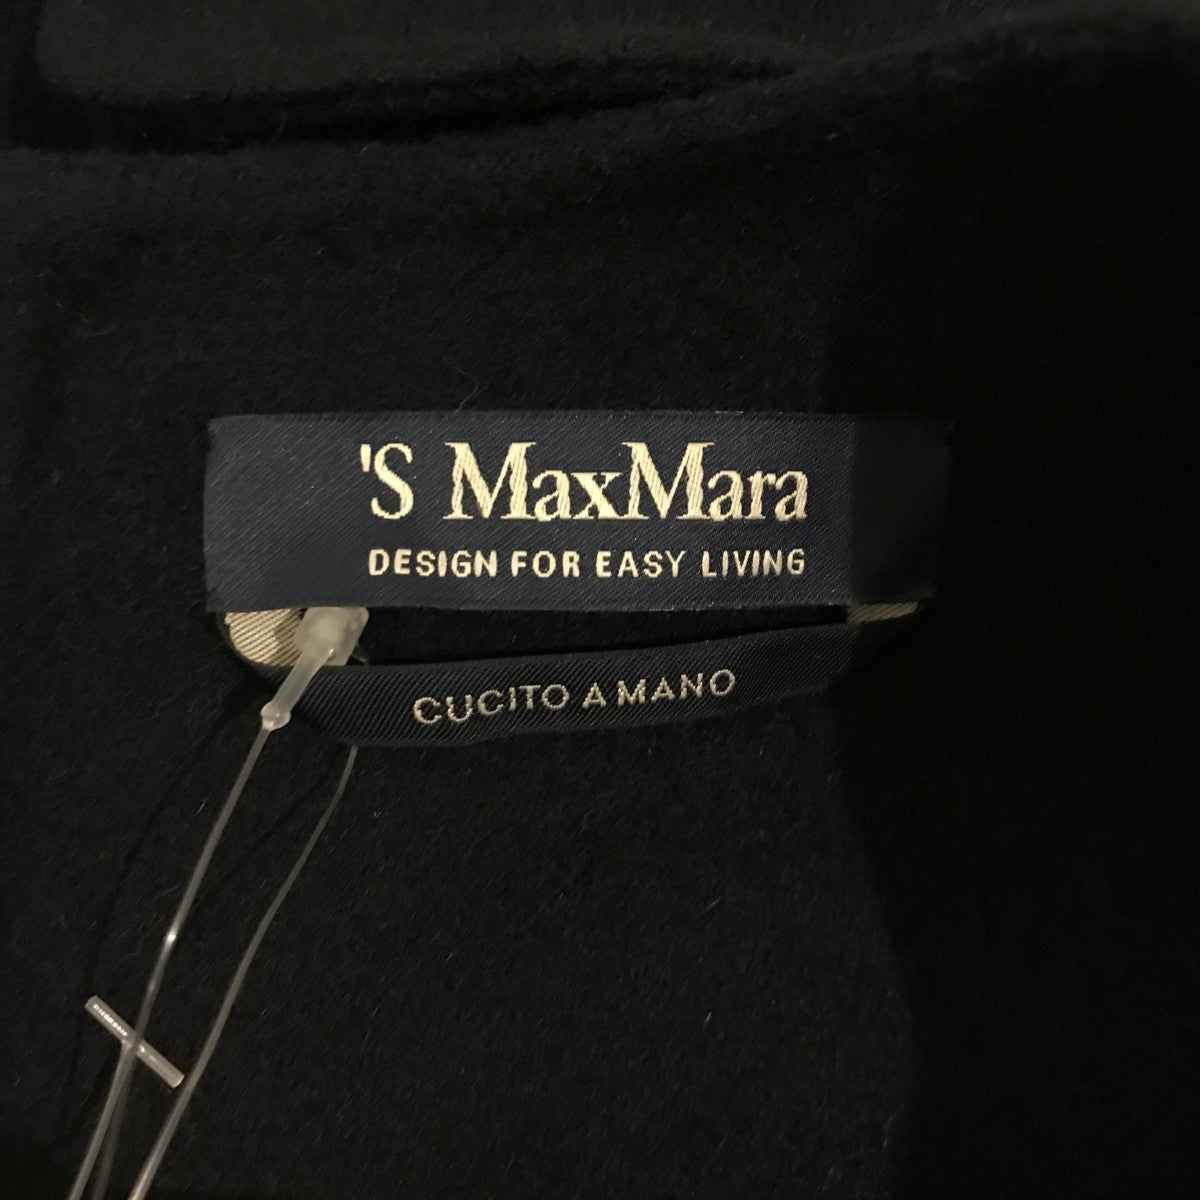 'S MaxMara
DESIGN FOR EASY LIVING
CUCITO A MANO